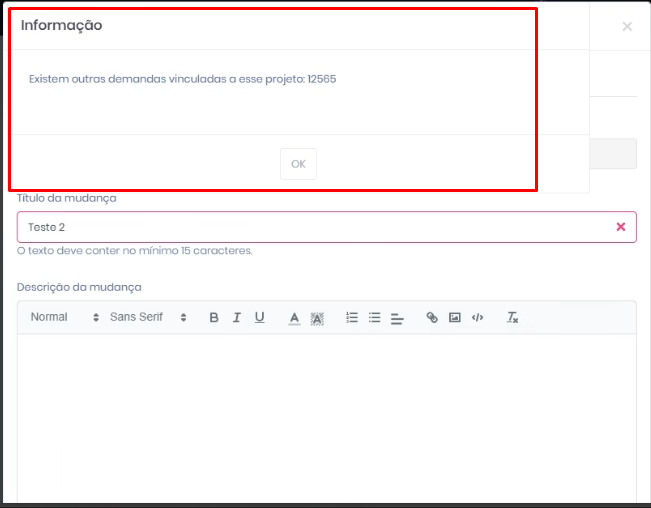 Informação
Existem outras demandas vinculadas a esse projeto: 12565
OK
Título da mudança
Teste 2
O texto deve conter no mínimo 15 caracteres.
Descrição da mudança
Normal Sans Serif B I U A A